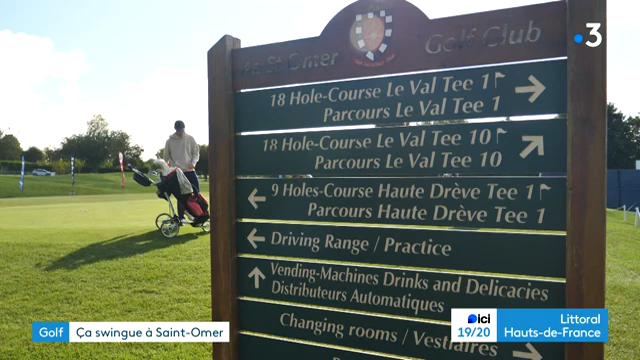 Aa St Omer Golf Club
18 Hole-Course Le Val Tee 1
Parcours Le Val Tee 1
18 Hole-Course Le Val Tee 10
Parcours Le Val Tee 10
9 Holes-Course Haute Drève Tee 1
Parcours Haute Drève Tee 1
Driving Range / Practice
Vending-Machines Drinks and Delicacies
Distributeurs Automatiques
Changing rooms / Vestiaires
3
Golf Ça swingue à Saint-Omer
ici
19/20
Littoral
Hauts-de-France